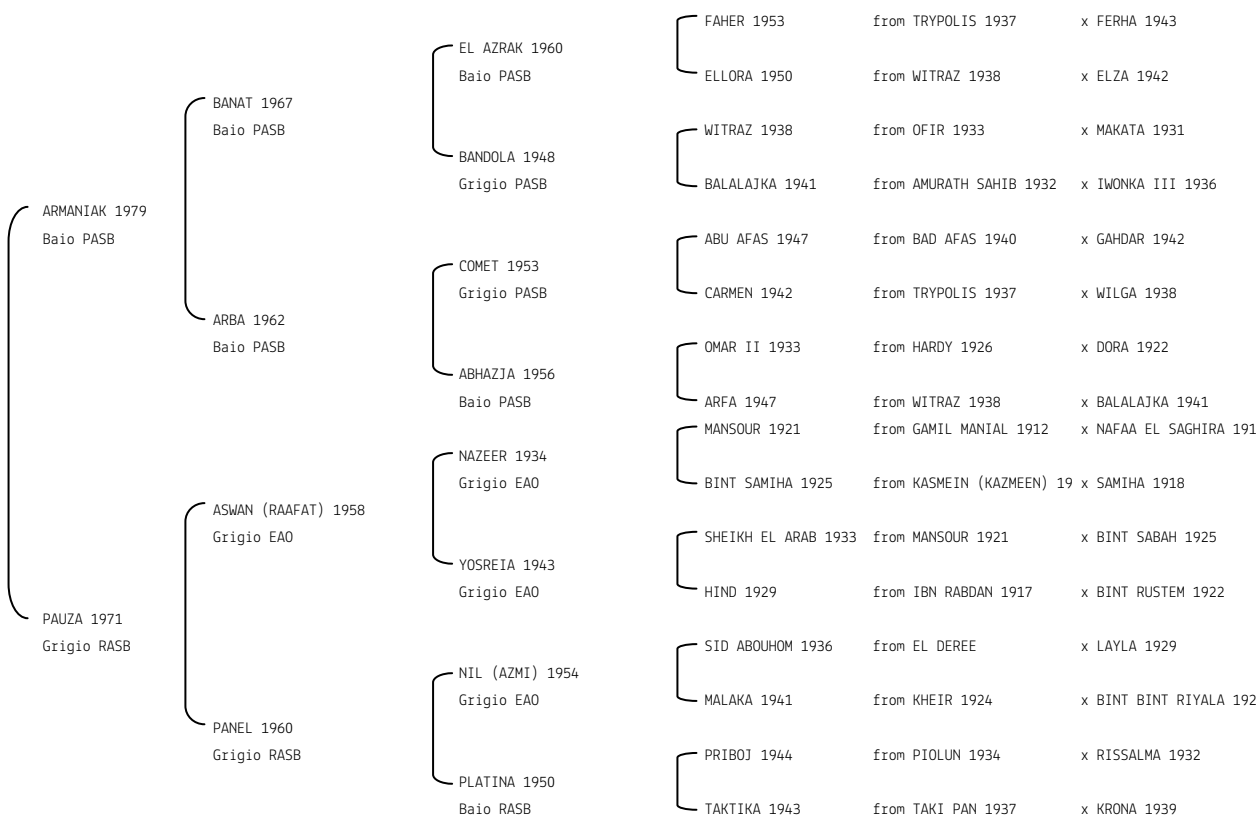 FAHER 1953 from TRYPOLIS 1937 x FERHA 1943
EL AZRAK 1960
Baio PASB ELLORA 1950 from WITRAZ 1938 x ELZA 1942
BANAT 1967
Baio PASB WITRAZ 1938 from OFIR 1933 x MAKATA 1931
BANDOLA 1948
Grigio PASB BALALAJKA 1941 from AMURATH SAHIB 1932 x IWONKA III 1936
ARMANIAK 1979
Baio PASB ABU AFAS 1947 from BAD AFAS 1940 x GAHDAR 1942
COMET 1953
Grigio PASB CARMEN 1942 from TRYPOLIS 1937 x WILGA 1938
ARBA 1962
Baio PASB OMAR II 1933 from HARDY 1926 x DORA 1922
ABHAZJA 1956
Baio PASB ARFA 1947 from WITRAZ 1938 x BALALAJKA 1941
MANSOUR 1921 from GAMIL MANIAL 1912 x NAFAA EL SAGHIRA 191
NAZEER 1934
Grigio EAO BINT SAMIHA 1925 from KASMEIN (KAZMEEN) 19 x SAMIHA 1918
ASWAN (RAAFAT) 1958
Grigio EAO SHEIKH EL ARAB 1933 from MANSOUR 1921 x BINT SABAH 1925
YOSREIA 1943
Grigio EAO HIND 1929 from IBN RABDAN 1917 x BINT RUSTEM 1922
PAUZA 1971
Grigio RASB SID ABOUHOM 1936 from EL DEREE x LAYLA 1929
NIL (AZMI) 1954
Grigio EAO MALAKA 1941 from KHEIR 1924 x BINT BINT RIYALA 192
PANEL 1960
Grigio RASB PRIBOJ 1944 from PIOLUN 1934 x RISSALMA 1932
PLATINA 1950
Baio RASB TAKTIKA 1943 from TAKI PAN 1937 x KRONA 1939